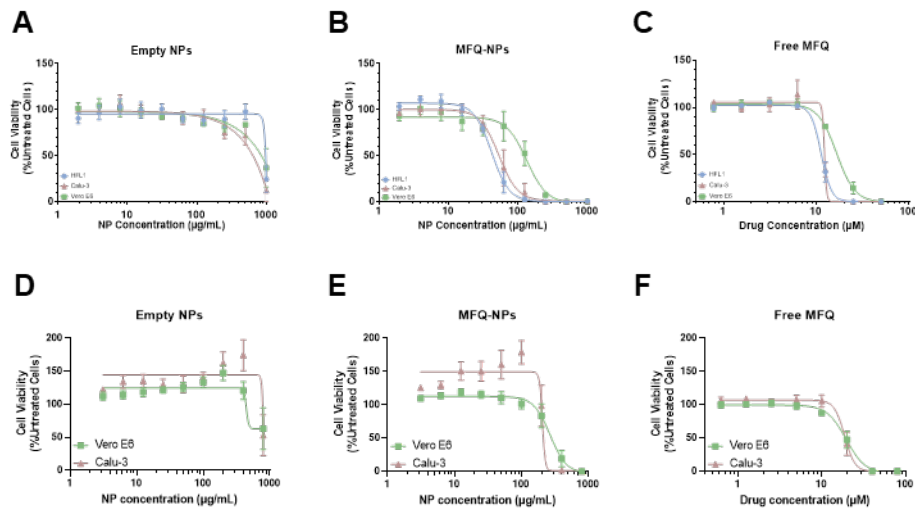 A
Empty NPs
Cell Viability
(%Untreated Cells)
150
100
50
0
HFL1
Calu-3
Vero E6
1
10
100
1000
NP Concentration (µg/mL)
B
MFQ-NPs
Cell Viability
(%Untreated Cells)
150
100
50
0
HFL1
Calu-3
Vero E6
1
10
100
1000
NP Concentration (µg/mL)
C
Free MFQ
Cell Viability
(%Untreated Cells)
150
100
50
0
HFL1
Calu-3
Vero E6
1
10
100
Drug Concentration (µM)
D
Empty NPs
Cell Viability
(%Untreated Cells)
200
150
100
50
0
Vero E6
Calu-3
1
10
100
1000
NP concentration (µg/mL)
E
MFQ-NPs
Cell Viability
(%Untreated Cells)
200
150
100
50
0
Vero E6
Calu-3
1
10
100
1000
NP concentration (µg/mL)
F
Free MFQ
Cell Viability
(%Untreated Cells)
200
150
100
50
0
Vero E6
Calu-3
1
10
100
Drug concentration (µM)